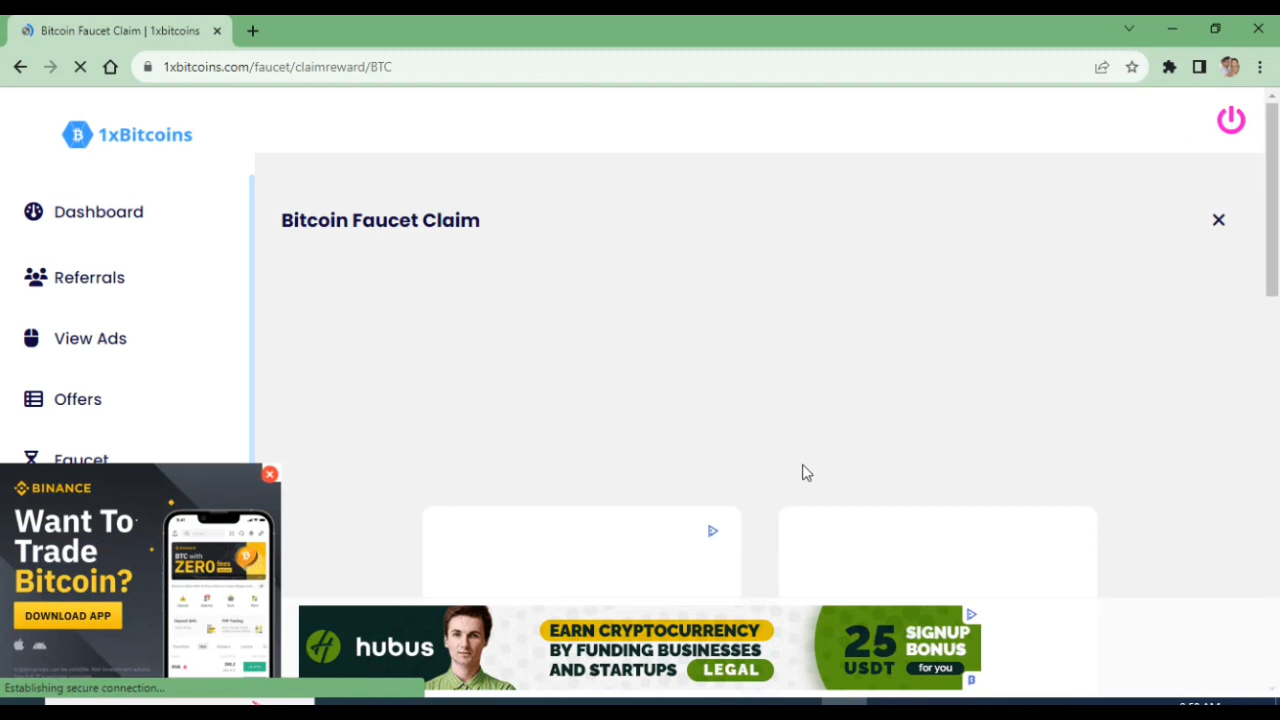 Bitcoin Faucet Claim | 1xbitcoins
1xbitcoins.com/faucet/claimreward/BTC
1xBitcoins
Dashboard
Referrals
View Ads
Offers
Faucet
Bitcoin Faucet Claim
BINANCE
Want To
Trade
Bitcoin?
DOWNLOAD APP
BTC with
ZERO fees
hubus
EARN CRYPTOCURRENCY
BY FUNDING BUSINESSES
AND STARTUPS LEGAL
25
USDT
SIGNUP
BONUS
for you
Establishing secure connection...